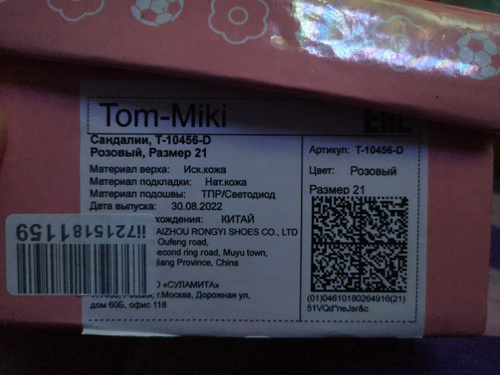 Tom-Miki
EAC
Сандалии, T-10456-D
Розовый, Размер 21
Материал верха: Иск.кожа
Материал подкладки: Нат.кожа
Материал подошвы: ТПР/Светодиод
Дата выпуска: 30.08.2022
хождения: КИТАЙ
AIZHOU RONGYI SHOES CO., LTD
Oufeng road,
econd ring road, Muyu town,
jiang Province, China
О «СУЛАМИТА»
г.Москва, Дорожная ул,
дом 60Б, офис 118
Артикул: T-10456-D
Цвет: Розовый
Размер 21
(01)04610180264916(21)
51VQd"neJsr&c
ii72151811159